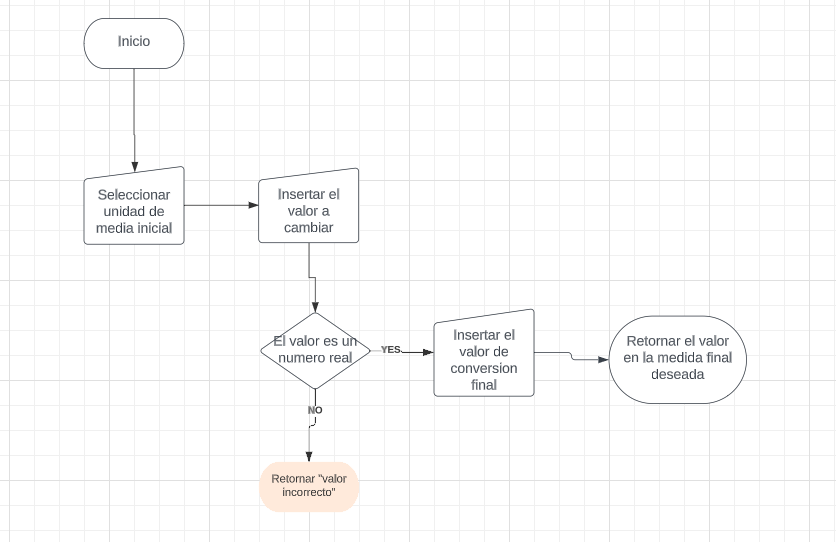 Inicio
Seleccionar
unidad de
media inicial
Insertar el
valor a
cambiar
El valor es un
numero real
YES
Insertar el
valor de
conversion
final
Retornar el valor
en la medida final
deseada
NO
Retornar "valor
incorrecto"